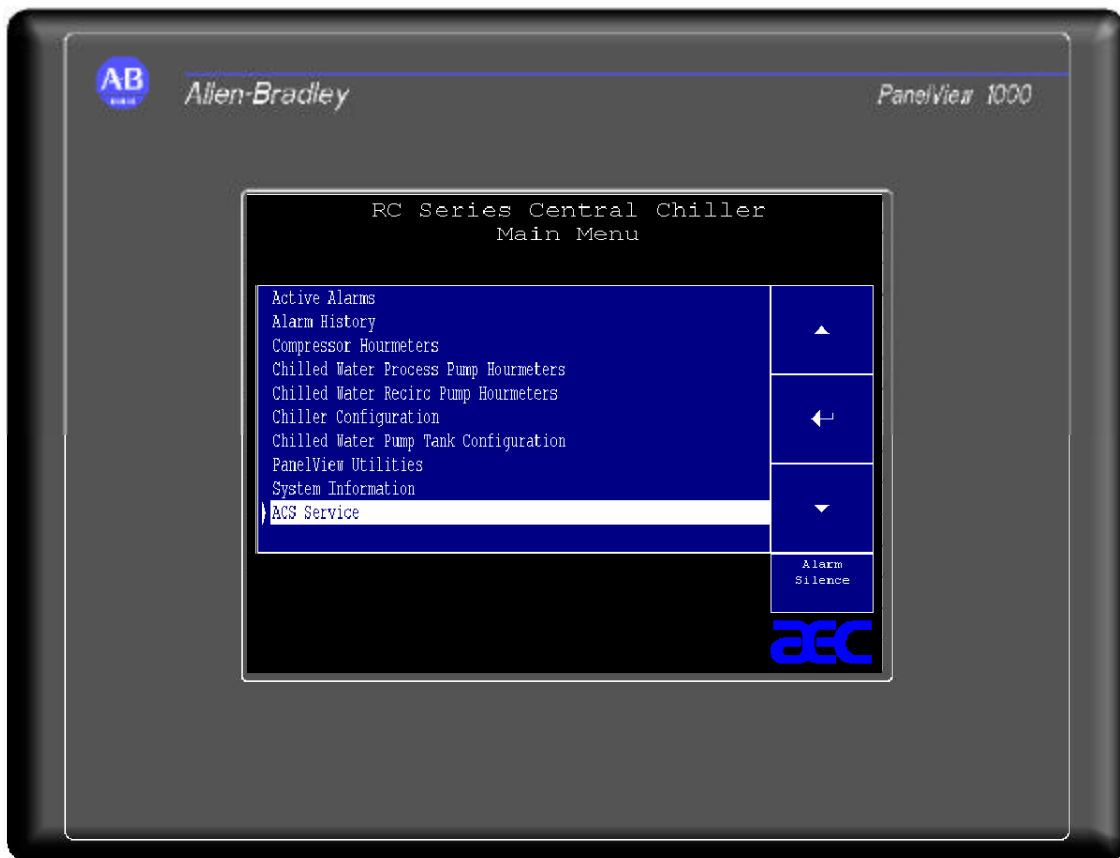 AB
Allen-Bradley
PanelView 1000
RC Series Central Chiller
Main Menu
Active Alarms
Alarm History
Compressor Hourmeters
Chilled Water Process Pump Hourmeters
Chilled Water Recirc Pump Hourmeters
Chiller Configuration
Chilled Water Pump Tank Configuration
PanelView Utilities
System Information
ACS Service
Alarm
Silence
aec